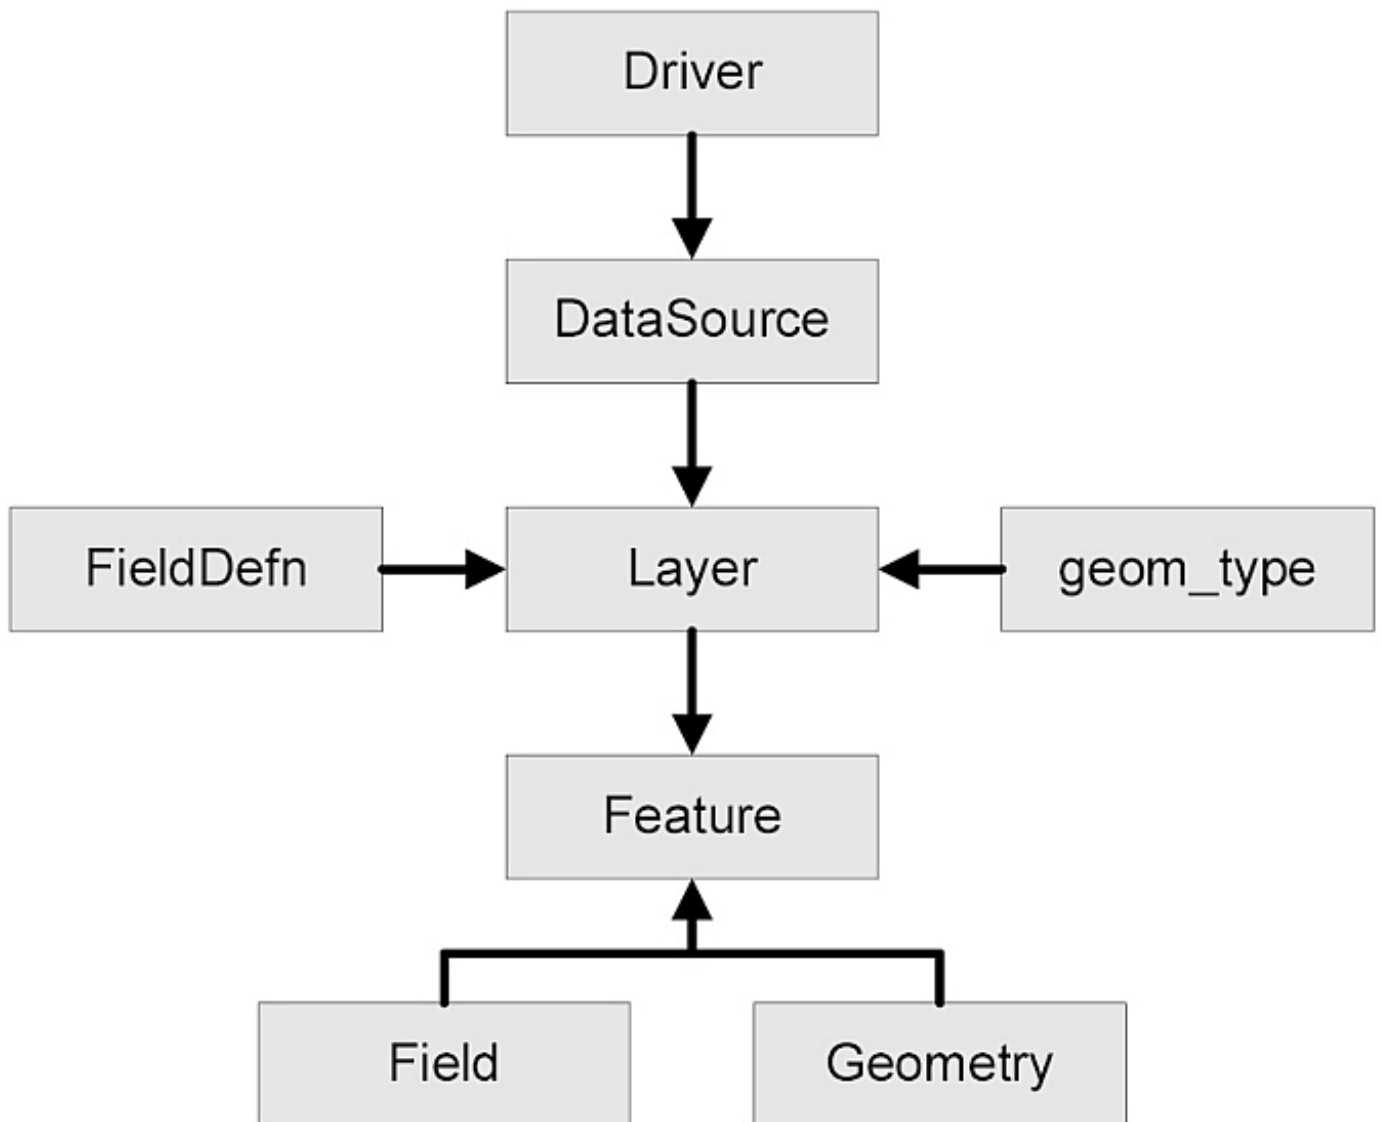 Driver
DataSource
FieldDefn
Layer
geom_type
Feature
Field
Geometry